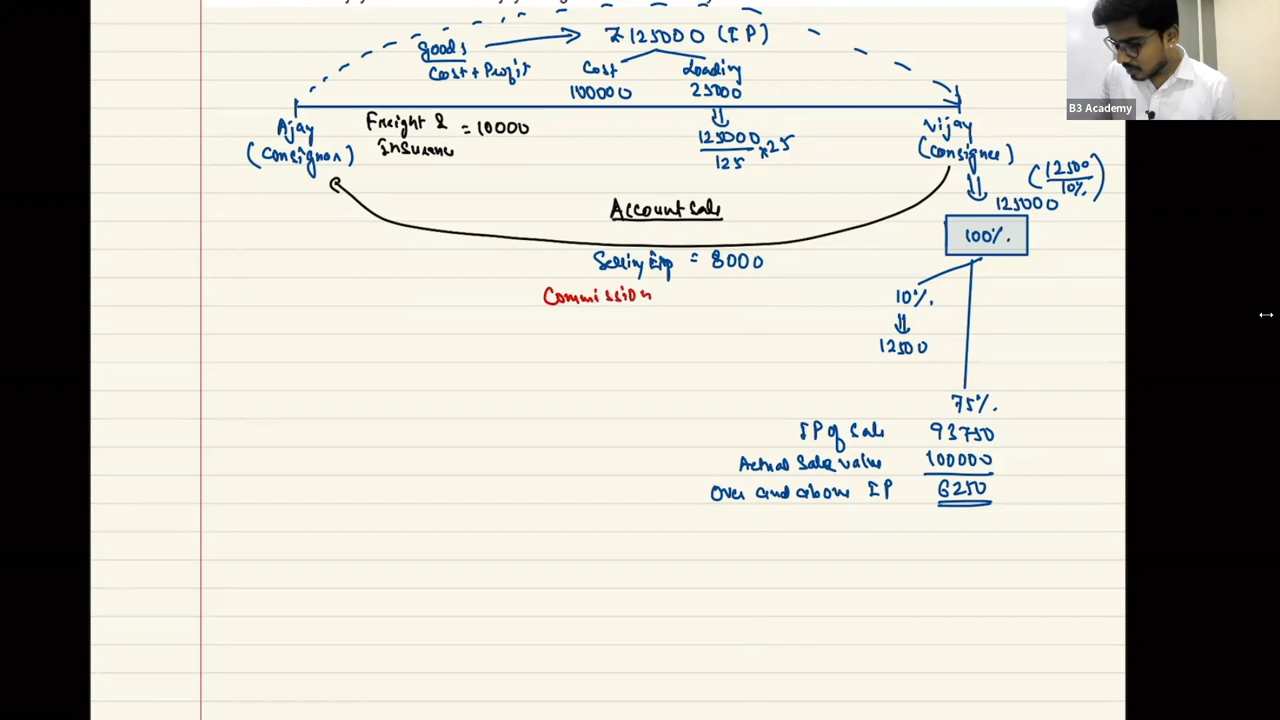 goods → ₹125000 (IP)
Cost + Profit
Cost Loading
100000 25000
B3 Academy
Ajay
(Consignor)
Freight & = 10000
Insurance
125000
125 × 25
Vijay
(Consignee)
(12500
10%)
125000
Account Sale
100%.
Selling Exp = 8000
Commission
10%.
12500
75%.
IP of Sale 93750
Actual Sale value 100000
Over and above IP 6250